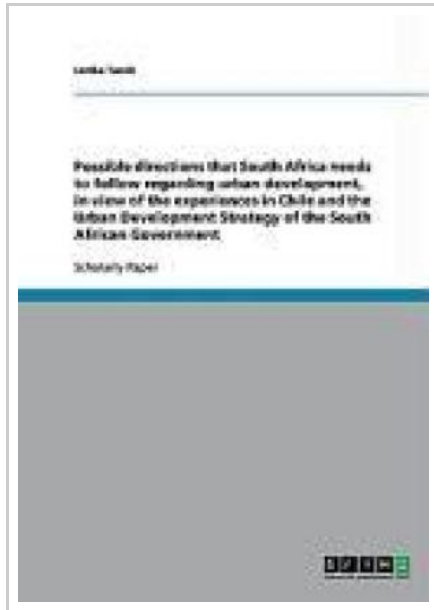 Possible directions that South Africa needs
to follow regarding urban development,
in view of the experiences in Chile and the
Urban Development Strategy of the South
African Government
Scholarly Paper
GRIN